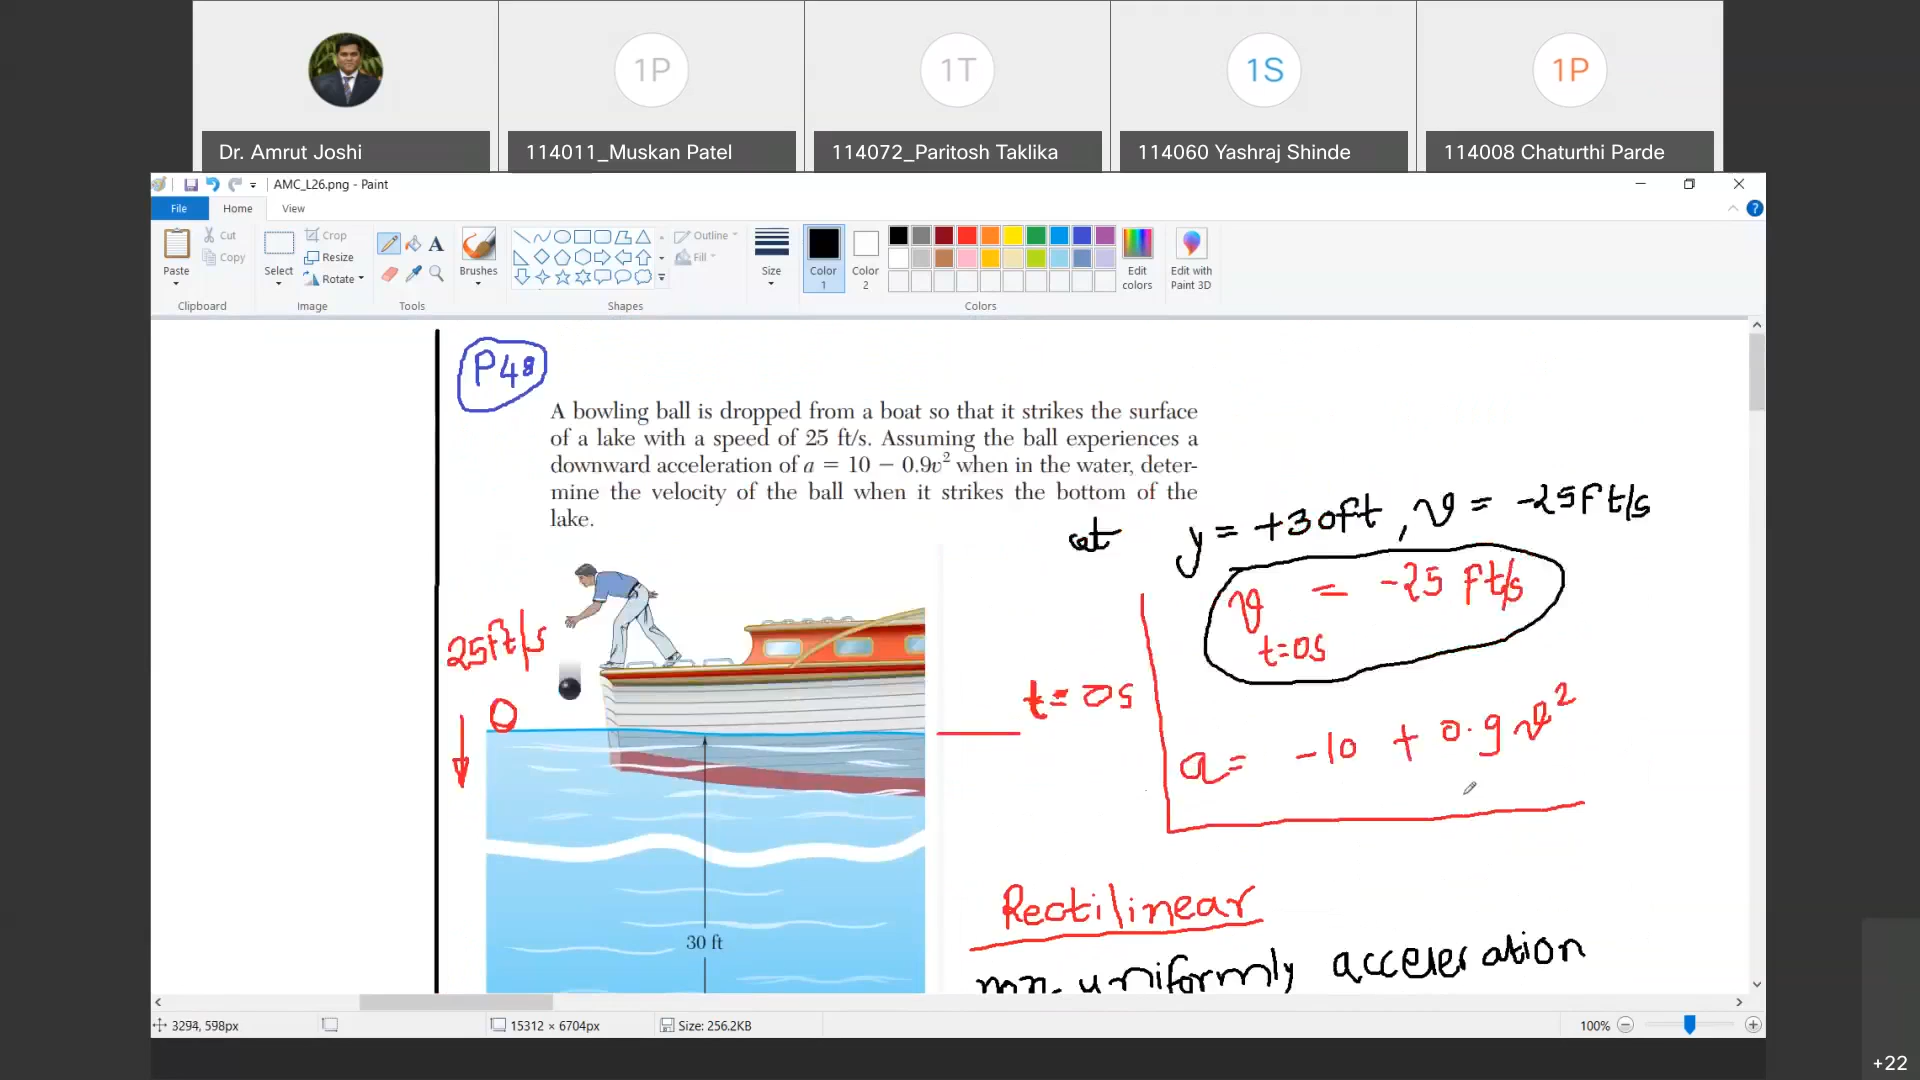 1P
1T
1S
1P
Dr. Amrut Joshi
114011_Muskan Patel
114072_Paritosh Taklika
114060 Yashraj Shinde
114008 Chaturthi Parde
AMC_L26.png - Paint
File Home View
Paste
Cut
Copy
Clipboard
Select
Crop
Resize
Rotate
Image
A
Tools
Brushes
Outline
Fill
Shapes
Size
Color 1
Color 2
Edit colors
Colors
Edit with Paint 3D
?
P48
A bowling ball is dropped from a boat so that it strikes the surface
of a lake with a speed of 25 ft/s. Assuming the ball experiences a
downward acceleration of a = 10 − 0.9v² when in the water, deter-
mine the velocity of the ball when it strikes the bottom of the
lake.
at y = +30ft, v = -25ft/s
v = -25 ft/s
t=0s
25ft/s
O
t= 0s
a= -10 + 0.9v²
Rectilinear
30 ft
uniformly acceleration
3294, 598px
15312 × 6704px
Size: 256.2KB
100%
+22